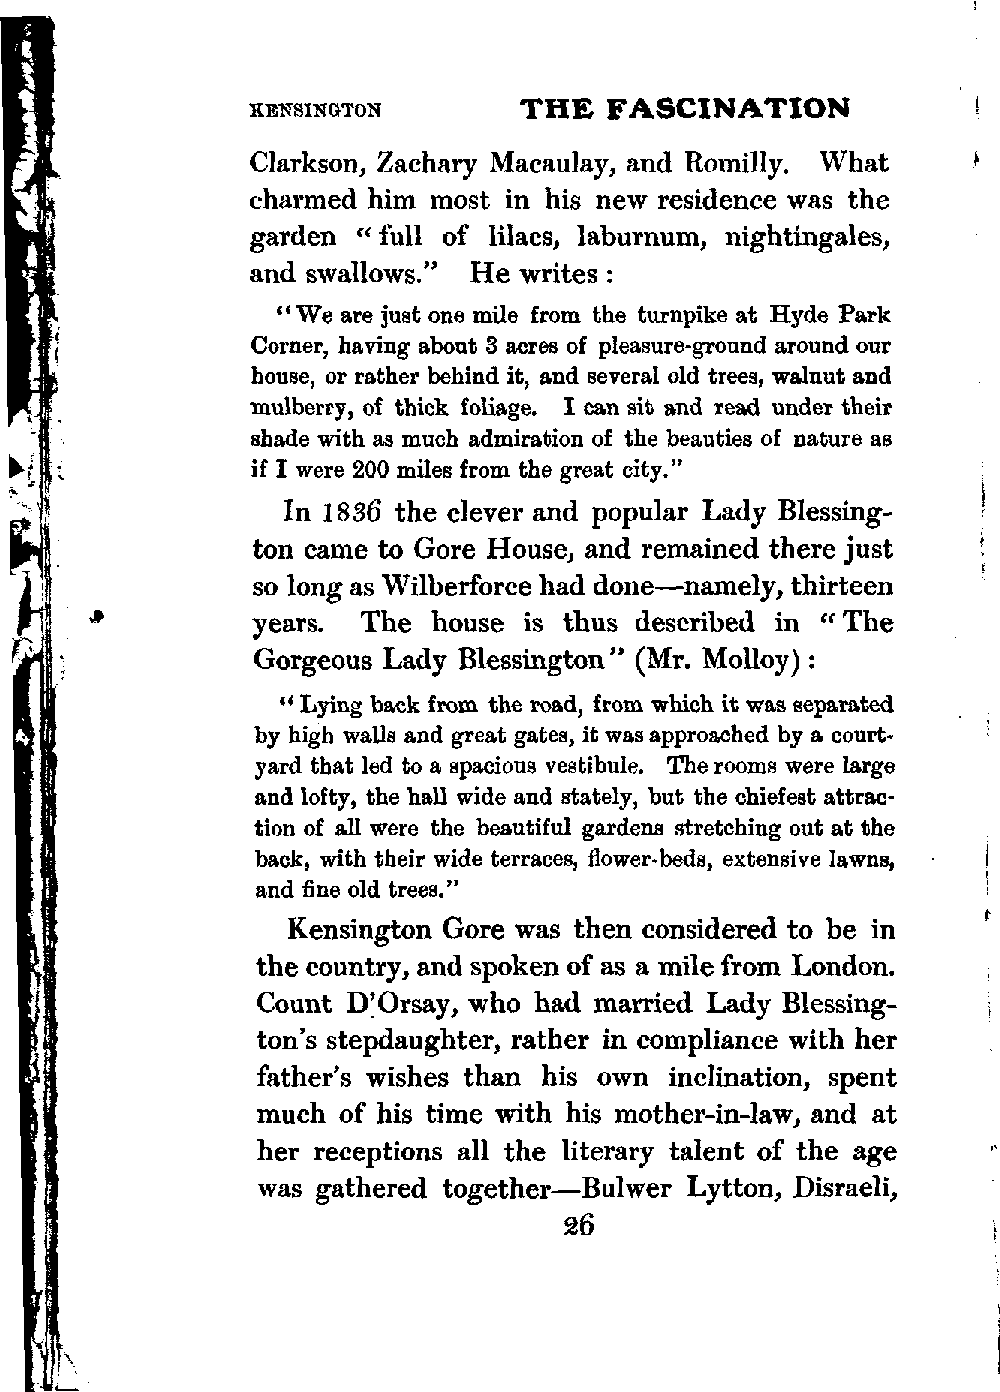 KENSINGTON THE FASCINATION
Clarkson, Zachary Macaulay, and Romilly. What
charmed him most in his new residence was the
garden “full of lilacs, laburnum, nightingales,
and swallows.” He writes :
“We are just one mile from the turnpike at Hyde Park
Corner, having about 3 acres of pleasure-ground around our
house, or rather behind it, and several old trees, walnut and
mulberry, of thick foliage. I can sit and read under their
shade with as much admiration of the beauties of nature as
if I were 200 miles from the great city.”
In 1836 the clever and popular Lady Blessing-
ton came to Gore House, and remained there just
so long as Wilberforce had done—namely, thirteen
years. The house is thus described in “The
Gorgeous Lady Blessington” (Mr. Molloy) :
“Lying back from the road, from which it was separated
by high walls and great gates, it was approached by a court-
yard that led to a spacious vestibule. The rooms were large
and lofty, the hall wide and stately, but the chiefest attrac-
tion of all were the beautiful gardens stretching out at the
back, with their wide terraces, flower-beds, extensive lawns,
and fine old trees.”
Kensington Gore was then considered to be in
the country, and spoken of as a mile from London.
Count D'Orsay, who had married Lady Blessing-
ton's stepdaughter, rather in compliance with her
father's wishes than his own inclination, spent
much of his time with his mother-in-law, and at
her receptions all the literary talent of the age
was gathered together—Bulwer Lytton, Disraeli,
26